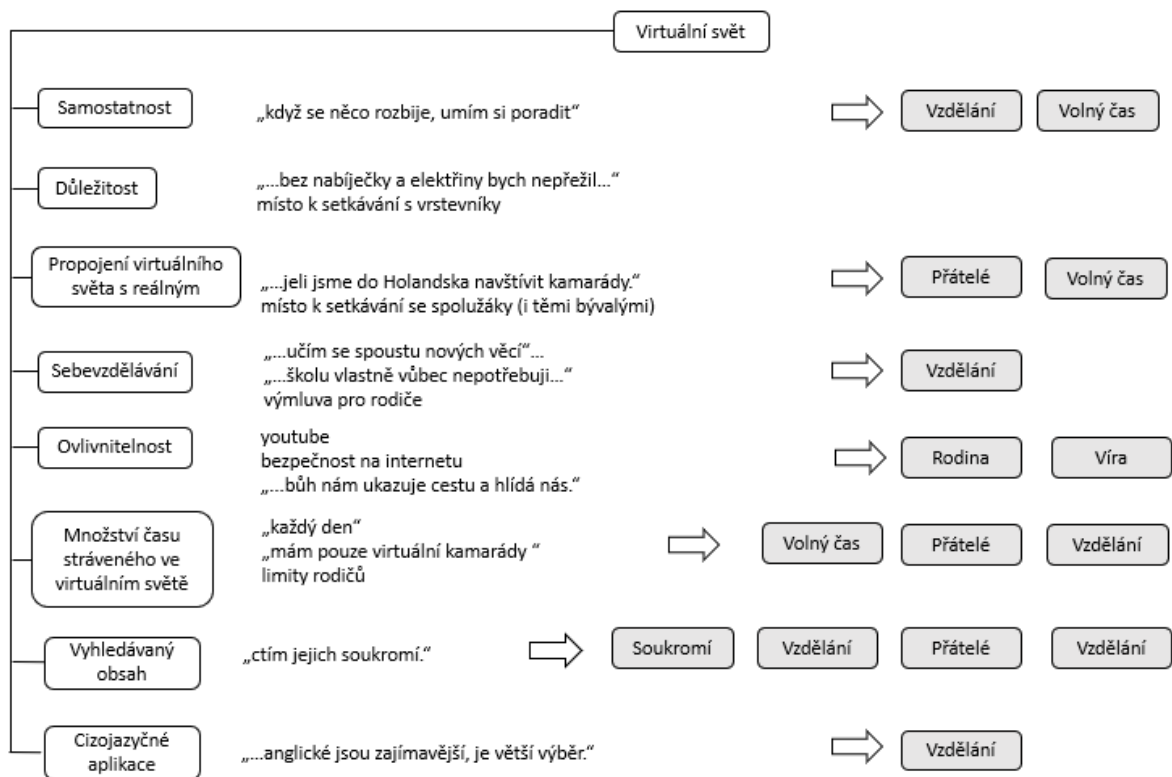 Virtuální svět
Samostatnost
„když se něco rozbije, umím si poradit“
Vzdělání
Volný čas
Důležitost
„...bez nabíječky a elektřiny bych nepřežil...“
místo k setkávání s vrstevníky
Propojení virtuálního
světa s reálným
„...jeli jsme do Holandska navštívit kamarády.“
místo k setkávání se spolužáky (i těmi bývalými)
Přátelé
Volný čas
Sebevzdělávání
„...učím se spoustu nových věcí“...
„...školu vlastně vůbec nepotřebuji...“
výmluva pro rodiče
Vzdělání
Ovlivnitelnost
youtube
bezpečnost na internetu
„...bůh nám ukazuje cestu a hlídá nás.“
Rodina
Víra
Množství času
stráveného ve
virtuálním světě
„každý den“
„mám pouze virtuální kamarády “
limity rodičů
Volný čas
Přátelé
Vzdělání
Vyhledávaný
obsah
„ctím jejich soukromí.“
Soukromí
Vzdělání
Přátelé
Vzdělání
Cizojazyčné
aplikace
„...anglické jsou zajímavější, je větší výběr.“
Vzdělání